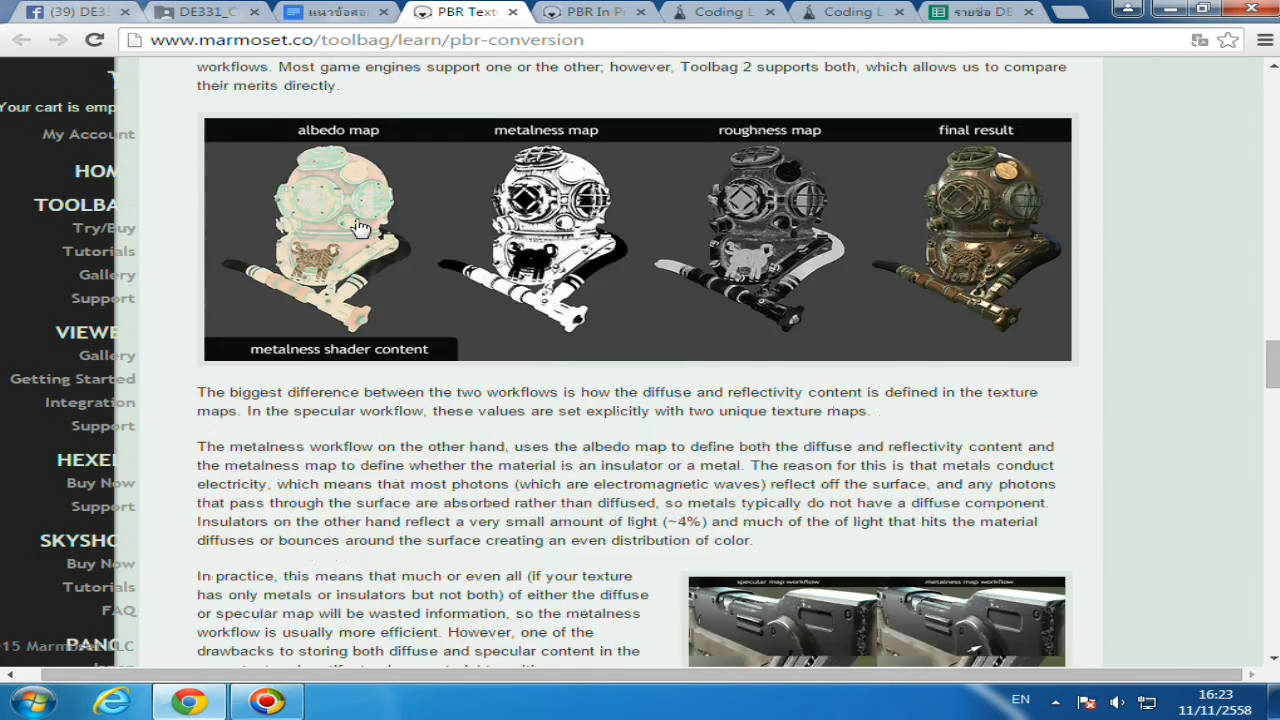 (39) DE33
DE331_C
แนวข้อสอ
PBR Text
PBR In Pr
Coding L
Coding L
รายชื่อ DE
www.marmoset.co/toolbag/learn/pbr-conversion
Your cart is emp
My Account
HOM
TOOLBA
Try/Buy
Tutorials
Gallery
Support
VIEWE
Gallery
Getting Started
Integration
Support
HEXEL
Buy Now
Support
SKYSHO
Buy Now
Tutorials
FAQ
15 Marmoset LLC
PANO
workflows. Most game engines support one or the other; however, Toolbag 2 supports both, which allows us to compare
their merits directly.
albedo map
metalness map
roughness map
final result
metalness shader content
The biggest difference between the two workflows is how the diffuse and reflectivity content is defined in the texture
maps. In the specular workflow, these values are set explicitly with two unique texture maps.
The metalness workflow on the other hand, uses the albedo map to define both the diffuse and reflectivity content and
the metalness map to define whether the material is an insulator or a metal. The reason for this is that metals conduct
electricity, which means that most photons (which are electromagnetic waves) reflect off the surface, and any photons
that pass through the surface are absorbed rather than diffused, so metals typically do not have a diffuse component.
Insulators on the other hand reflect a very small amount of light (~4%) and much of the of light that hits the material
diffuses or bounces around the surface creating an even distribution of color.
In practice, this means that much or even all (if your texture
has only metals or insulators but not both) of either the diffuse
or specular map will be wasted information, so the metalness
workflow is usually more efficient. However, one of the
drawbacks to storing both diffuse and specular content in the
specular map workflow
metalness map workflow
EN
16:23
11/11/2558